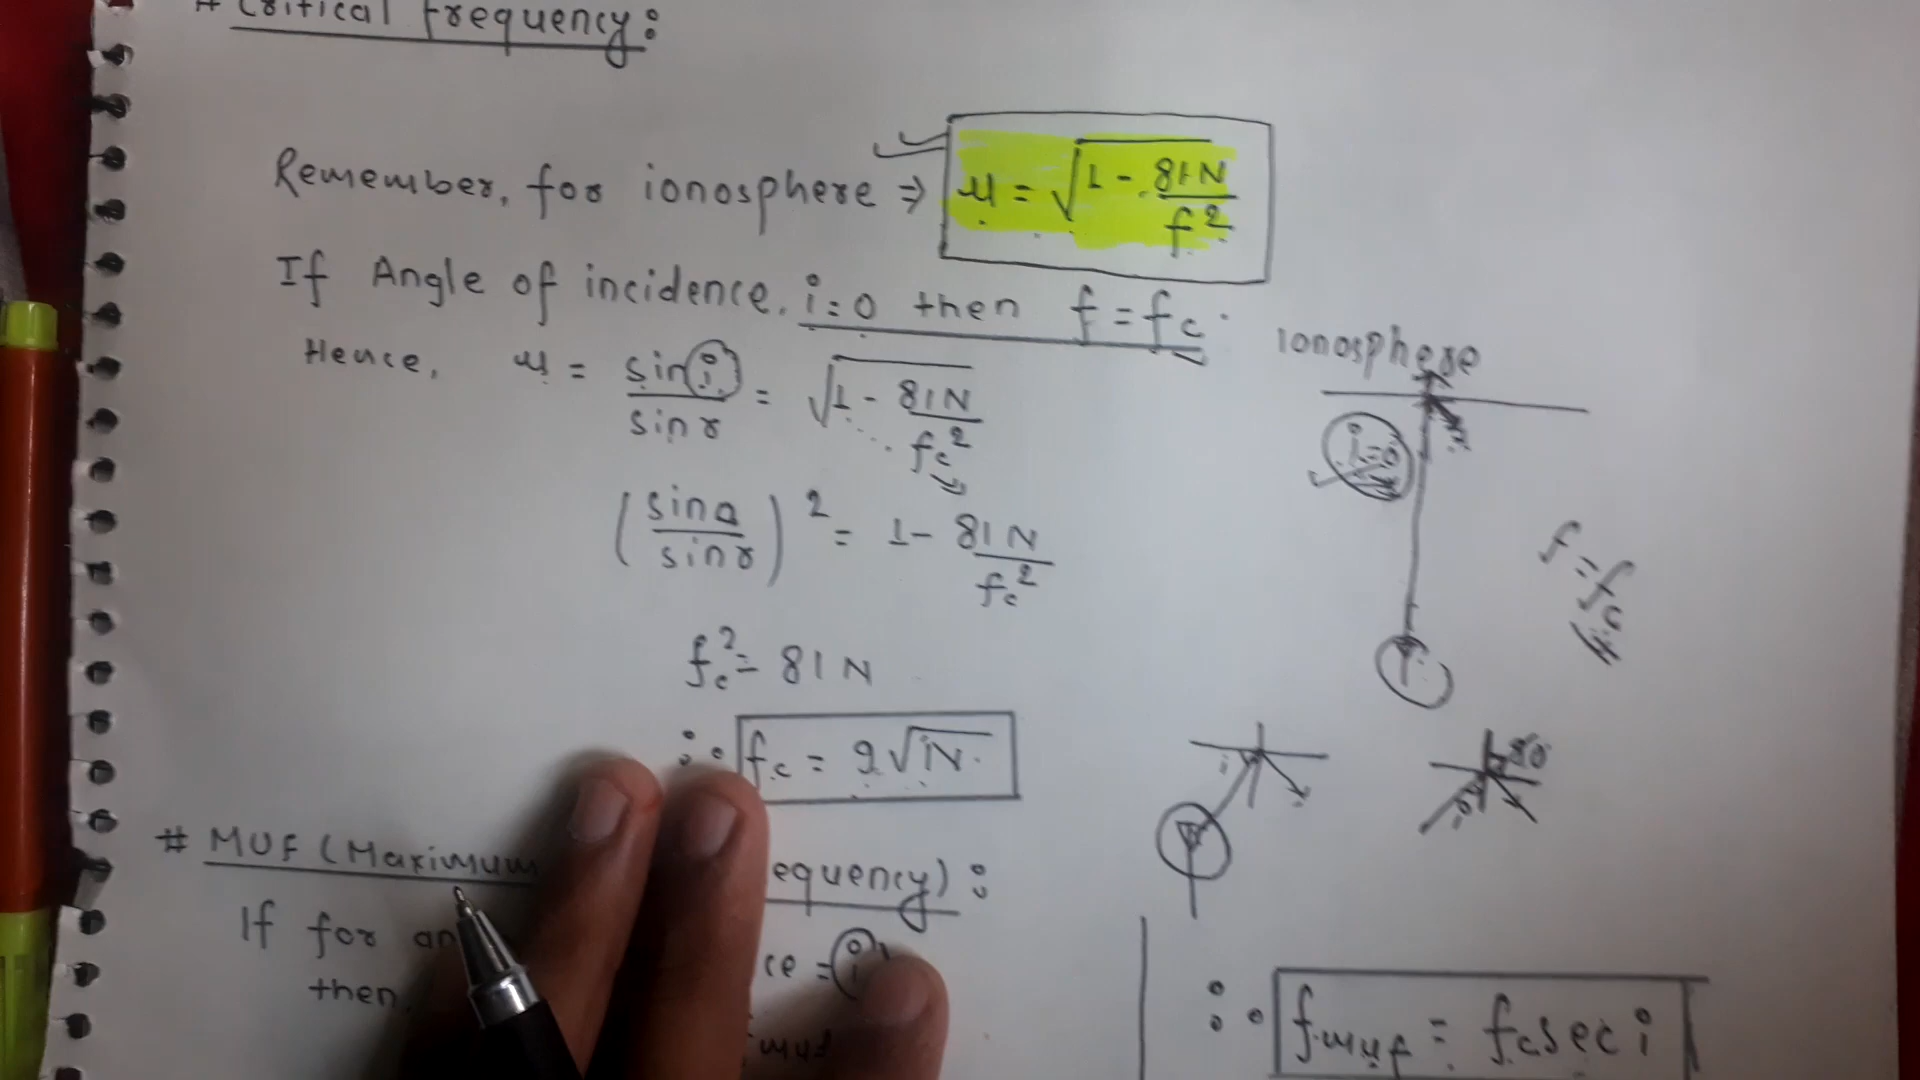 # Critical frequency:
Remember, for ionosphere ⇒ μ = √(1 - 81N/f²)
If Angle of incidence, i=0 then f=fc.
Hence, μ = sin i/sin r = √(1 - 81N/fc²)
ionosphere
i=0
(sin 0/sin r)² = 1 - 81N/fc²
f=fc
fc² = 81N
∴ fc = 9√N.
i
# MUF (Maximum equency):
If for an ce = i
then,
fmuf = fc sec i